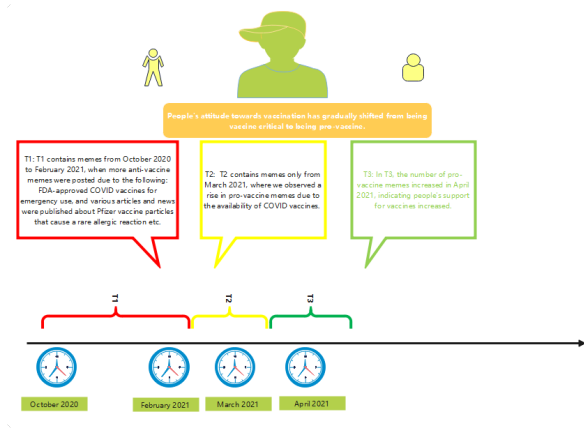 People's attitude towards vaccination has gradually shifted from being
vaccine critical to being pro-vaccine.
T1: T1 contains memes from October 2020
to February 2021, when more anti-vaccine
memes were posted due to the following:
FDA-approved COVID vaccines for
emergency use, and various articles and news
were published about Pfizer vaccine particles
that cause a rare allergic reaction etc.
T2: T2 contains memes only from
March 2021, where we observed a
rise in pro-vaccine memes due to
the availability of COVID vaccines.
T3: In T3, the number of pro-
vaccine memes increased in April
2021, indicating people's support
for vaccines increased.
T1
T2
T3
October 2020
February 2021
March 2021
April 2021